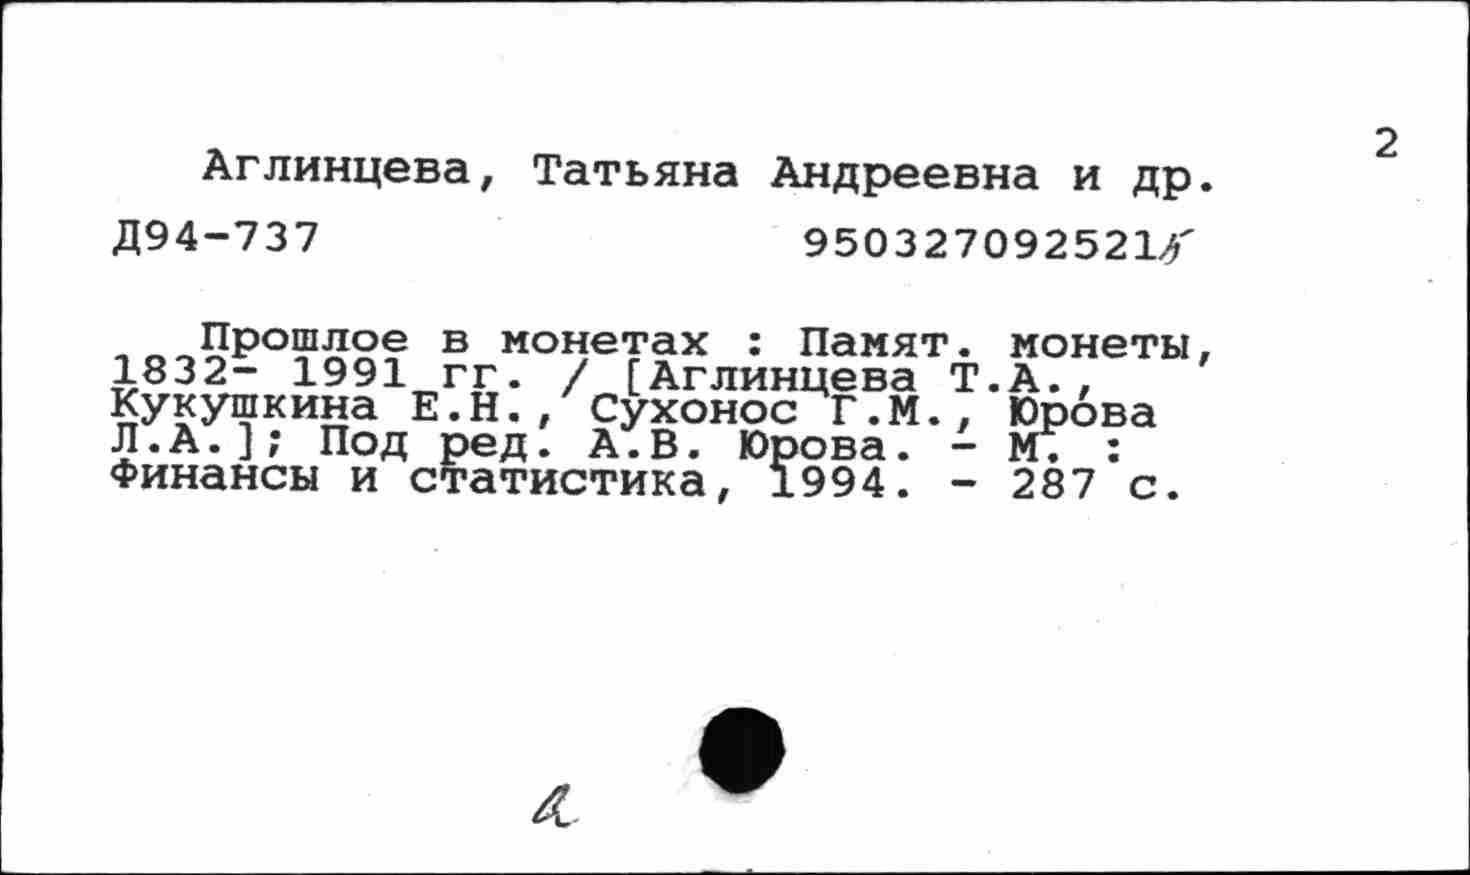 2
Аглинцева, Татьяна Андреевна и др.
Д94-737 950327092521
Прошлое в монетах : Памят. монеты,
1832- 1991 гг. / [Аглинцева Т.А.,
Кукушкина Е.Н., Сухонос Г.М., Юрова
Л.А.]; Под ред. А.В. Юрова. - М. :
Финансы и статистика, 1994. - 287 с.
а